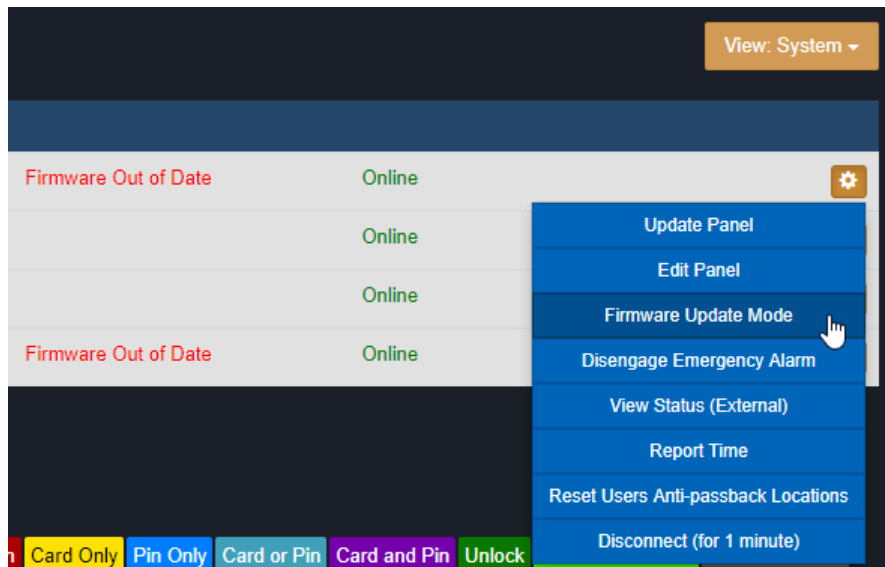 View: System
Firmware Out of Date Online
Update Panel
Online
Edit Panel
Online
Firmware Update Mode
Firmware Out of Date Online
Disengage Emergency Alarm
View Status (External)
Report Time
Reset Users Anti-passback Locations
Disconnect (for 1 minute)
Card Only Pin Only Card or Pin Card and Pin Unlock